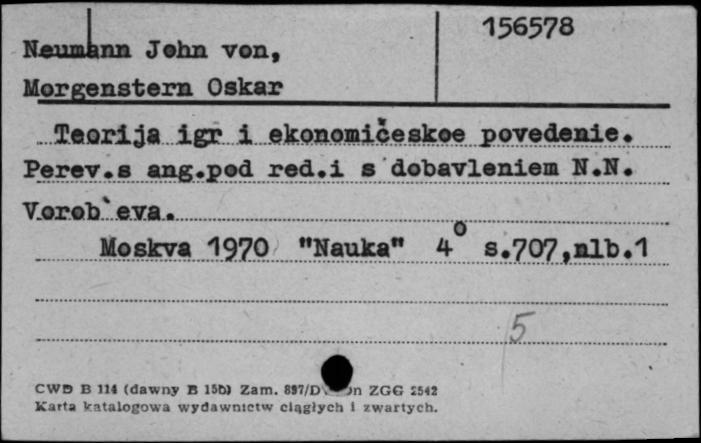 156578
Neumann John von,
Morgenstern Oskar
Teorija igr i ekonomičeskoe povedenie.
Perev.s ang.pod red.i s dobavleniem N.N.
Vorob`eva.
Moskva 1970 "Nauka" 4° s.707,nlb.1
5
CWD B 114 (dawny B 15b) Zam. 897/D ZGG 2542
Karta katalogowa wydawnictw ciągłych i zwartych.